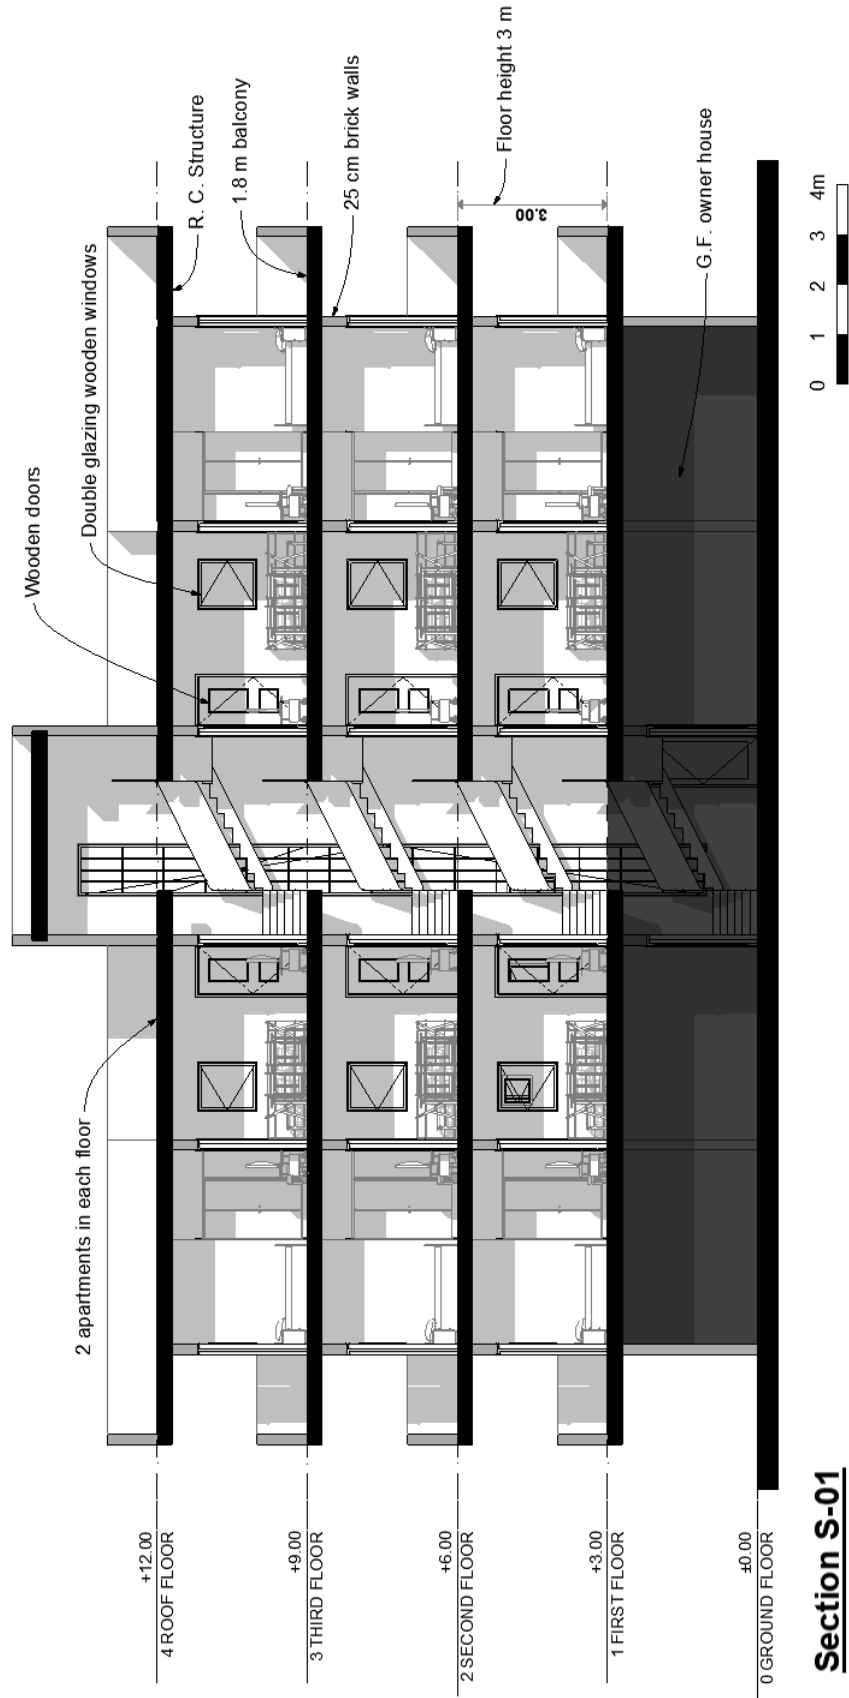 Wooden doors
Double glazing wooden windows
R. C. Structure
1.8 m balcony
25 cm brick walls
Floor height 3 m
3.00
G.F. owner house
2 apartments in each floor
+12.00
4 ROOF FLOOR
+9.00
3 THIRD FLOOR
+6.00
2 SECOND FLOOR
+3.00
1 FIRST FLOOR
±0.00
0 GROUND FLOOR
Section S-01
0 1 2 3 4m